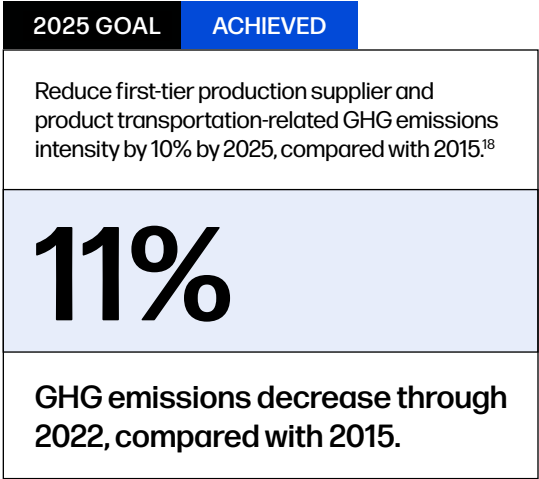 2025 GOAL ACHIEVED
Reduce first-tier production supplier and
product transportation-related GHG emissions
intensity by 10% by 2025, compared with 2015.18
11%
GHG emissions decrease through
2022, compared with 2015.